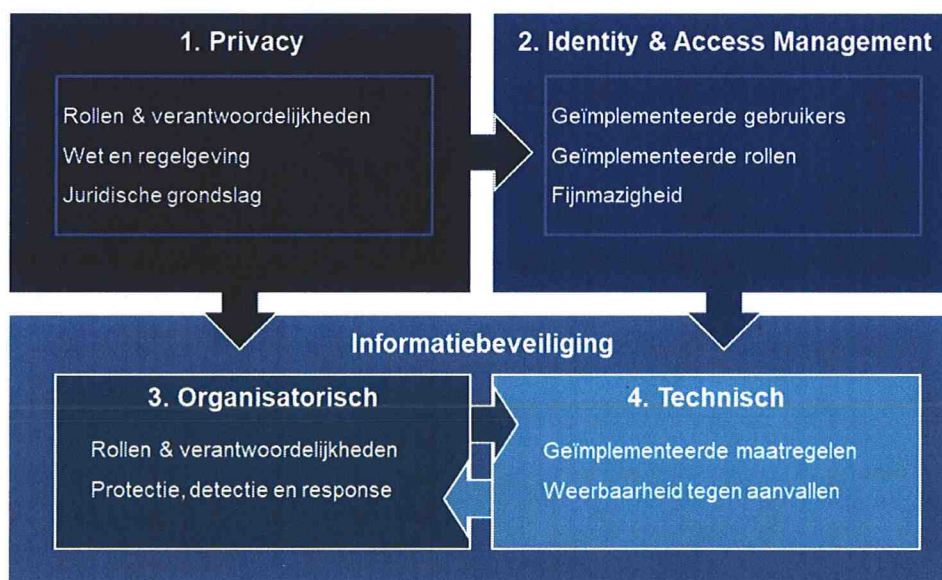 1. Privacy
Rollen & verantwoordelijkheden
Wet en regelgeving
Juridische grondslag
2. Identity & Access Management
Geïmplementeerde gebruikers
Geïmplementeerde rollen
Fijnmazigheid
Informatiebeveiliging
3. Organisatorisch
Rollen & verantwoordelijkheden
Protectie, detectie en response
4. Technisch
Geïmplementeerde maatregelen
Weerbaarheid tegen aanvallen